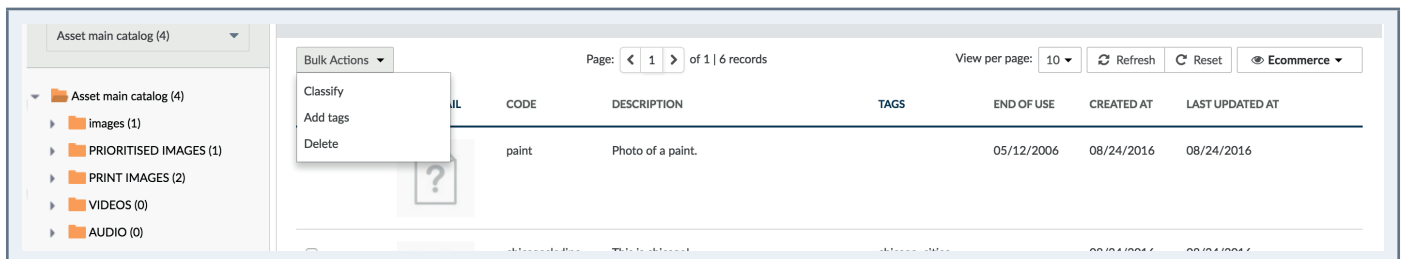 Asset main catalog (4)
Bulk Actions
Page: 1 of 1 | 6 records
View per page: 10 Refresh Reset Ecommerce
Asset main catalog (4)
images (1)
PRIORITISED IMAGES (1)
PRINT IMAGES (2)
VIDEOS (0)
AUDIO (0)
Classify
Add tags
Delete
CODE DESCRIPTION TAGS END OF USE CREATED AT LAST UPDATED AT
paint Photo of a paint. 05/12/2006 08/24/2016 08/24/2016